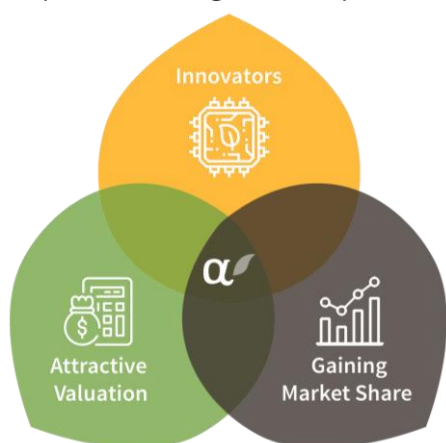 Innovators
α
$
Attractive
Valuation
Gaining
Market Share